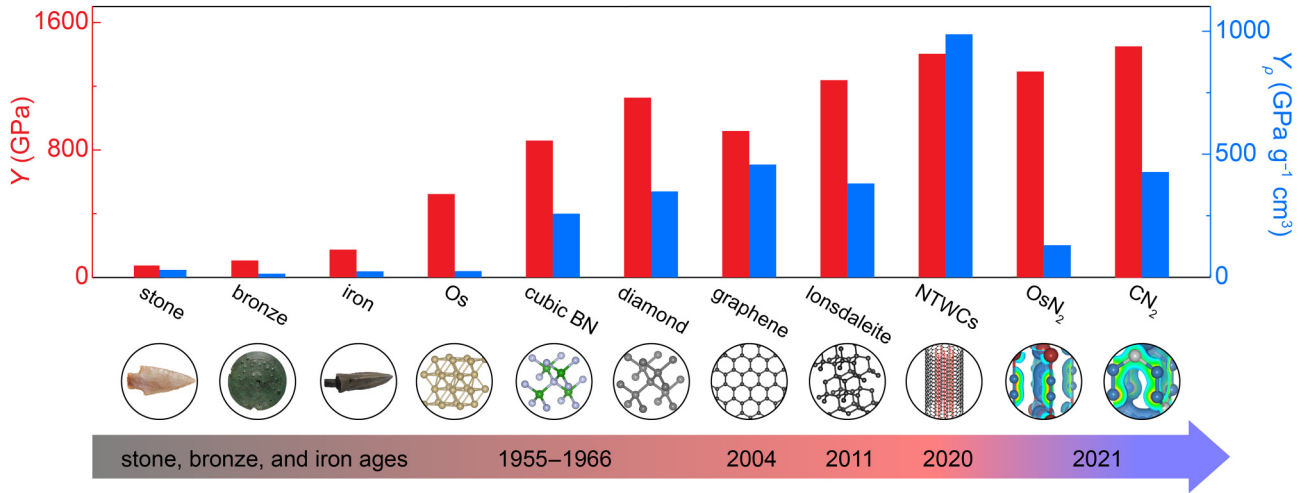 1600
800
0
Y (GPa)
1000
500
0
Yρ (GPa g⁻¹ cm³)
stone
bronze
iron
Os
cubic BN
diamond
graphene
lonsdaleite
NTWCs
OsN₂
CN₂
stone, bronze, and iron ages
1955–1966
2004
2011
2020
2021